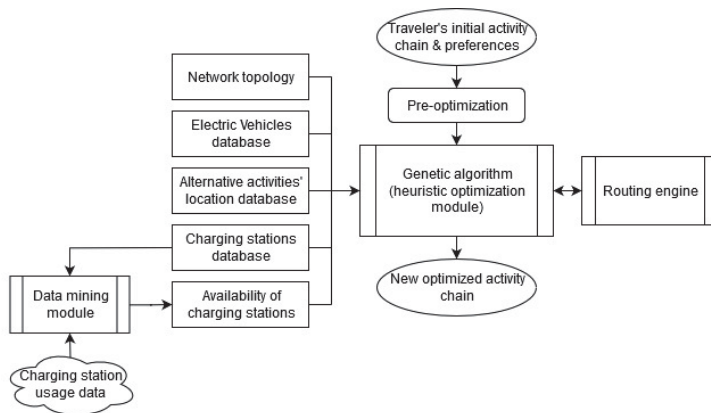 Traveler's initial activity
chain & preferences
Network topology
Pre-optimization
Electric Vehicles
database
Genetic algorithm
(heuristic optimization
module)
Routing engine
Alternative activities'
location database
Charging stations
database
New optimized activity
chain
Data mining
module
Availability of
charging stations
Charging station
usage data